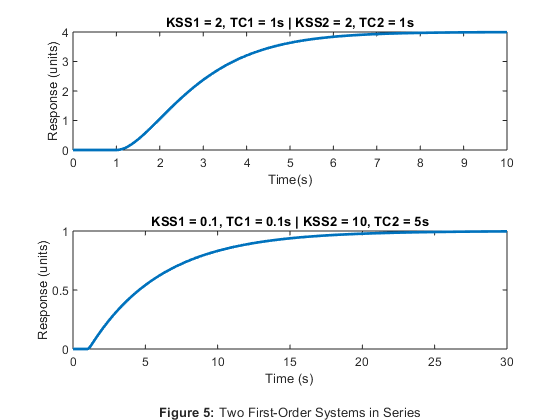 KSS1 = 2, TC1 = 1s | KSS2 = 2, TC2 = 1s
Response (units)
4
3
2
1
0
0 1 2 3 4 5 6 7 8 9 10
Time(s)
KSS1 = 0.1, TC1 = 0.1s | KSS2 = 10, TC2 = 5s
Response (units)
1
0.5
0
0 5 10 15 20 25 30
Time (s)
Figure 5: Two First-Order Systems in Series